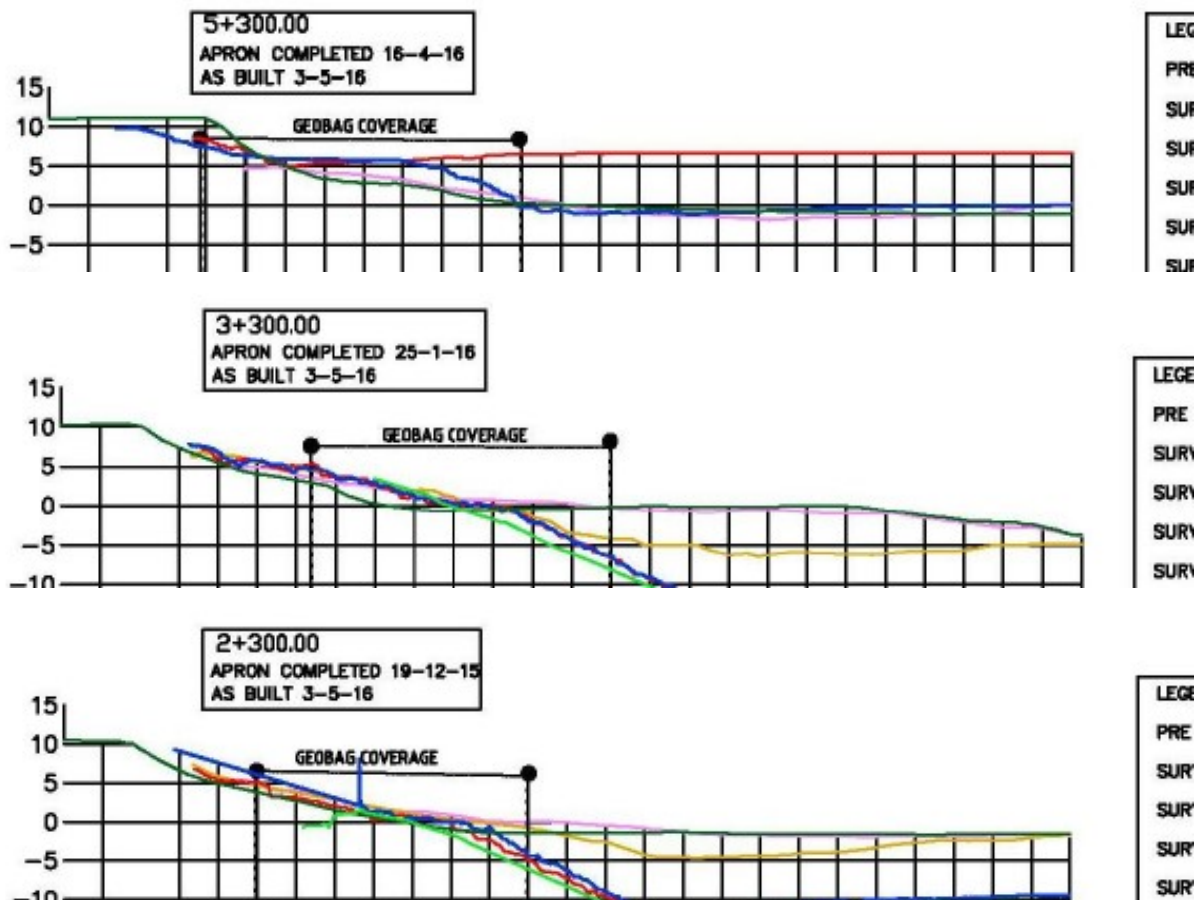 5+300.00
APRON COMPLETED 16-4-16
AS BUILT 3-5-16
LEG
PRE
SUR
SUR
SUR
SUR
SUR
15
10
5
0
-5
GEOBAG COVERAGE
3+300.00
APRON COMPLETED 25-1-16
AS BUILT 3-5-16
LEGE
PRE
SURV
SURV
SURV
SURV
15
10
5
0
-5
-10
GEOBAG COVERAGE
2+300.00
APRON COMPLETED 19-12-15
AS BUILT 3-5-16
LEGE
PRE
SUR
SUR
SUR
SUR
15
10
5
0
-5
-10
GEOBAG COVERAGE